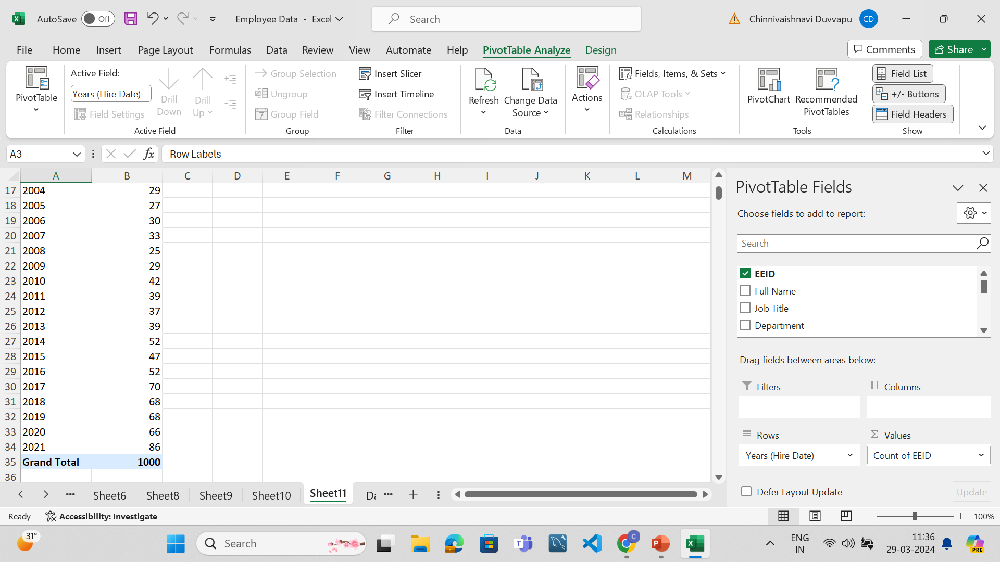 AutoSave Off Employee Data - Excel Search Chinnivaishnavi Duvvapu CD
File Home Insert Page Layout Formulas Data Review View Automate Help PivotTable Analyze Design Comments Share
PivotTable
Active Field:
Years (Hire Date)
Field Settings
Drill Down
Drill Up
Active Field
Group Selection
Ungroup
7 Group Field
Group
Insert Slicer
Insert Timeline
Filter Connections
Filter
Refresh
Change Data Source
Data
Actions
Fields, Items, & Sets
OLAP Tools
Relationships
Calculations
PivotChart
Recommended PivotTables
Tools
Field List
+/- Buttons
Field Headers
Show
A3 fx Row Labels
A B C D E F G H I J K L M
17 2004 29
18 2005 27
19 2006 30
20 2007 33
21 2008 25
22 2009 29
23 2010 42
24 2011 39
25 2012 37
26 2013 39
27 2014 52
28 2015 47
29 2016 52
30 2017 70
31 2018 68
32 2019 68
33 2020 66
34 2021 86
35 Grand Total 1000
36
PivotTable Fields
Choose fields to add to report:
Search
EEID
Full Name
Job Title
Department
Drag fields between areas below:
Filters
Columns
Rows
Years (Hire Date)
Σ Values
Count of EEID
Defer Layout Update Update
Sheet6 Sheet8 Sheet9 Sheet10 Sheet11 Da
Ready Accessibility: Investigate 100%
31° Search ENG IN 11:36 29-03-2024 PRE